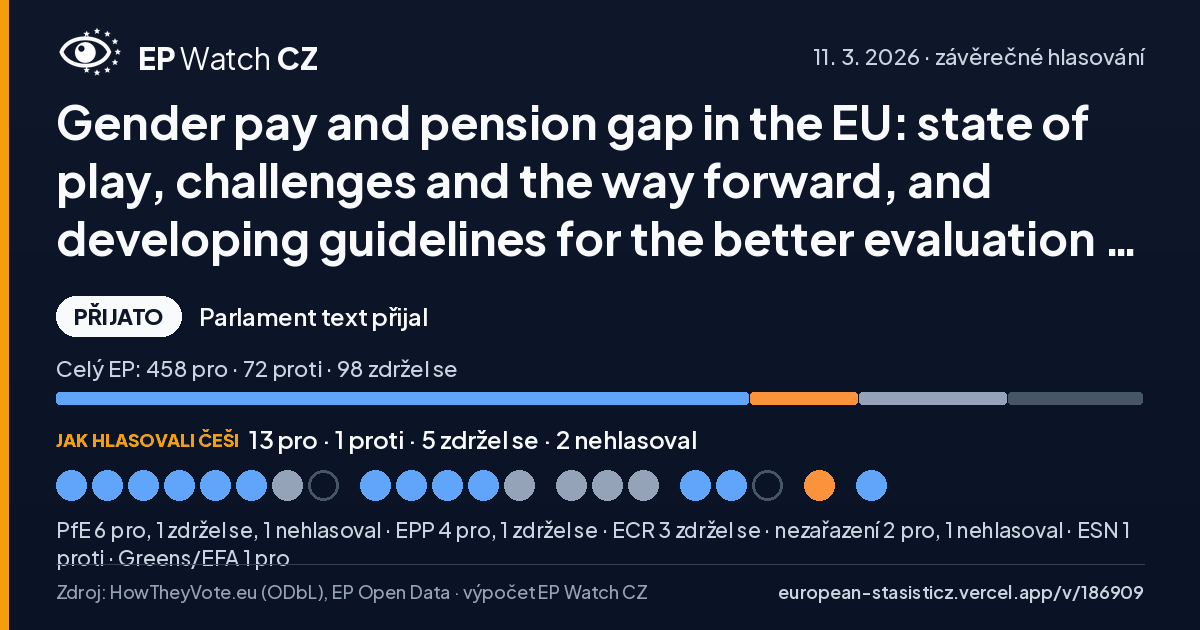 EP Watch CZ
11. 3. 2026 · závěrečné hlasování
Gender pay and pension gap in the EU: state of
play, challenges and the way forward, and
developing guidelines for the better evaluation ...
PŘIJATO Parlament text přijal
Celý EP: 458 pro · 72 proti · 98 zdržel se
JAK HLASOVALI ČEŠI 13 pro · 1 proti · 5 zdržel se · 2 nehlasoval
PfE 6 pro, 1 zdržel se, 1 nehlasoval · EPP 4 pro, 1 zdržel se · ECR 3 zdržel se · nezařazení 2 pro, 1 nehlasoval · ESN 1
proti · Greens/EFA 1 pro
Zdroj: HowTheyVote.eu (ODbL), EP Open Data · výpočet EP Watch CZ
european-stasisticz.vercel.app/v/186909